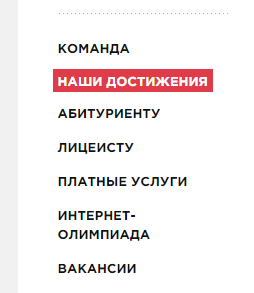 КОМАНДА
НАШИ ДОСТИЖЕНИЯ
АБИТУРИЕНТУ
ЛИЦЕИСТУ
ПЛАТНЫЕ УСЛУГИ
ИНТЕРНЕТ-
ОЛИМПИАДА
ВАКАНСИИ